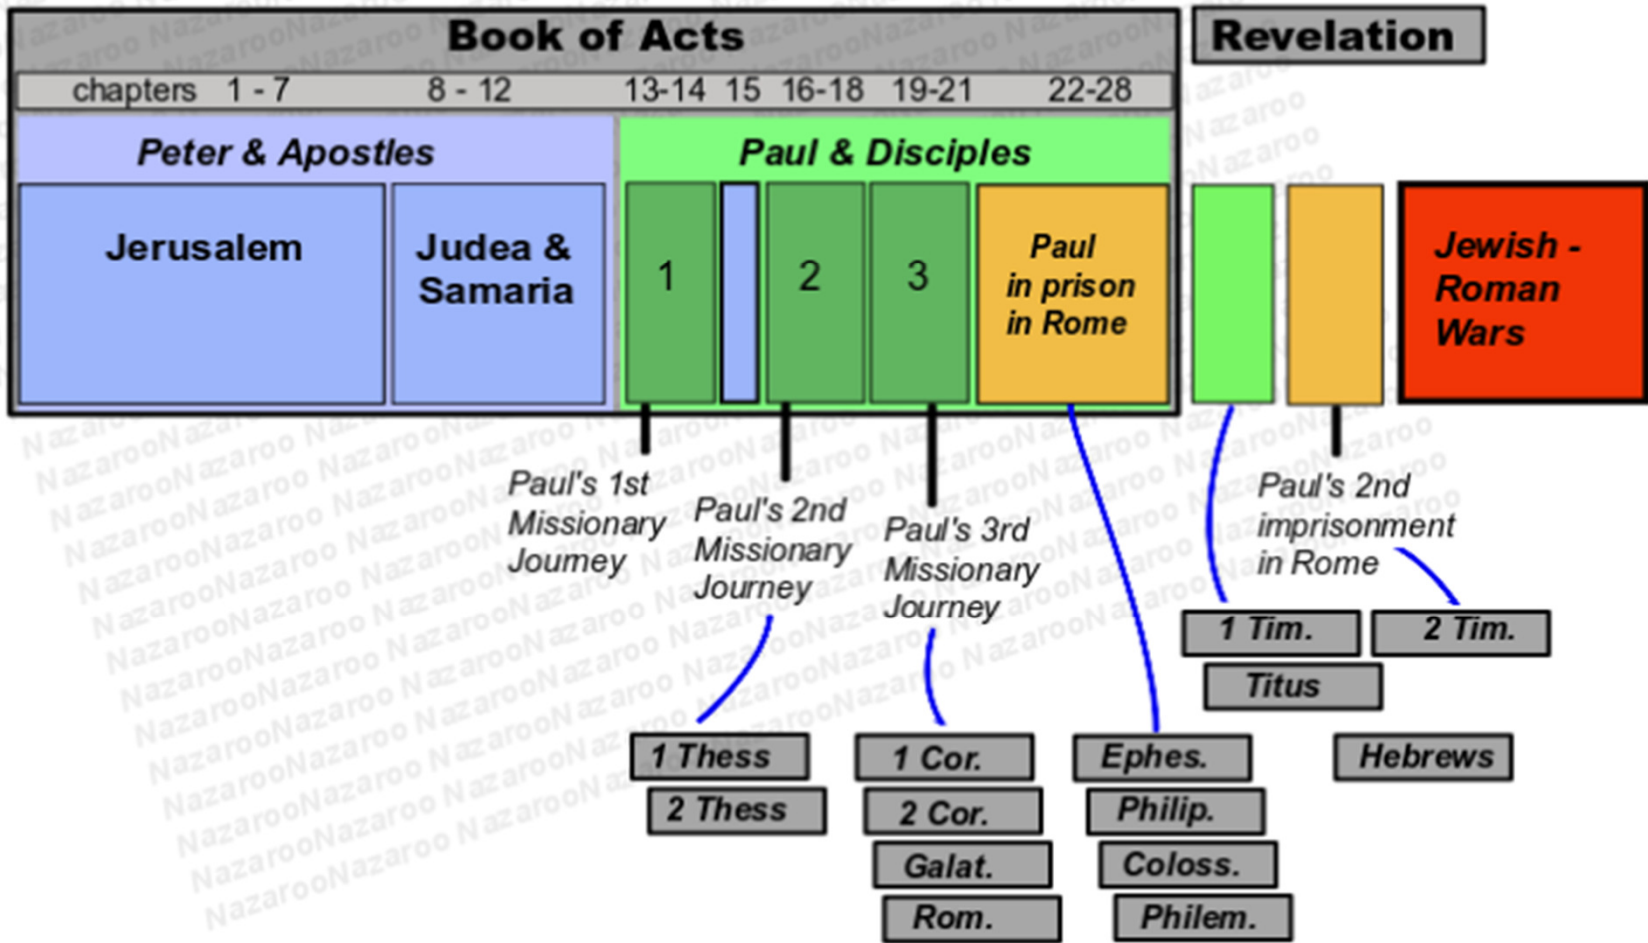 Book of Acts
Revelation
chapters 1 - 7 8 - 12 13-14 15 16-18 19-21 22-28
Peter & Apostles
Paul & Disciples
Jerusalem
Judea &
Samaria
1
2
3
Paul
in prison
in Rome
Jewish -
Roman
Wars
Paul's 1st
Missionary
Journey
Paul's 2nd
Missionary
Journey
Paul's 3rd
Missionary
Journey
Paul's 2nd
imprisonment
in Rome
1 Tim.
2 Tim.
Titus
1 Thess
2 Thess
1 Cor.
2 Cor.
Galat.
Rom.
Ephes.
Philip.
Coloss.
Philem.
Hebrews